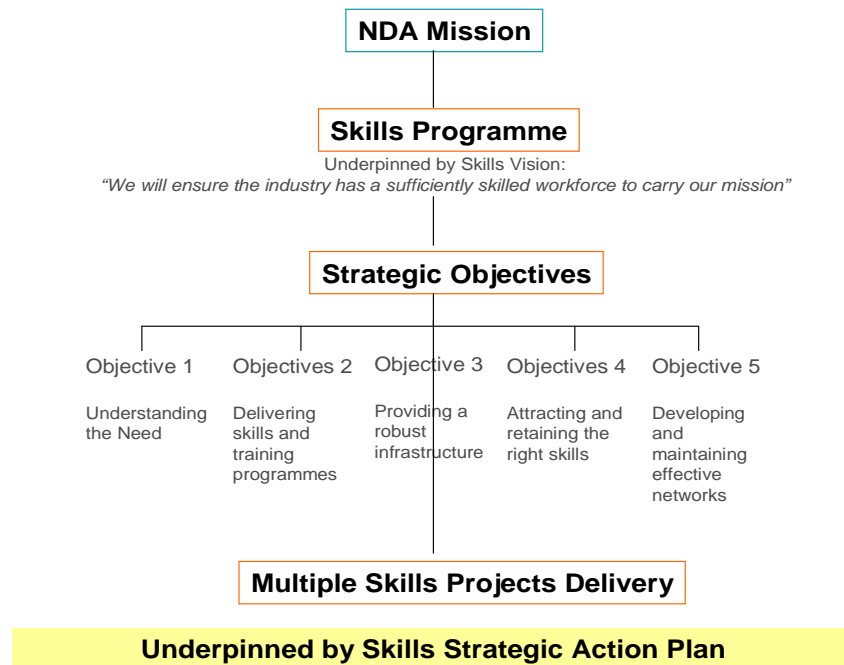 NDA Mission
Skills Programme
Underpinned by Skills Vision:
“We will ensure the industry has a sufficiently skilled workforce to carry our mission”
Strategic Objectives
Objective 1
Understanding
the Need
Objectives 2
Delivering
skills and
training
programmes
Objective 3
Providing a
robust
infrastructure
Objectives 4
Attracting and
retaining the
right skills
Objective 5
Developing
and
maintaining
effective
networks
Multiple Skills Projects Delivery
Underpinned by Skills Strategic Action Plan